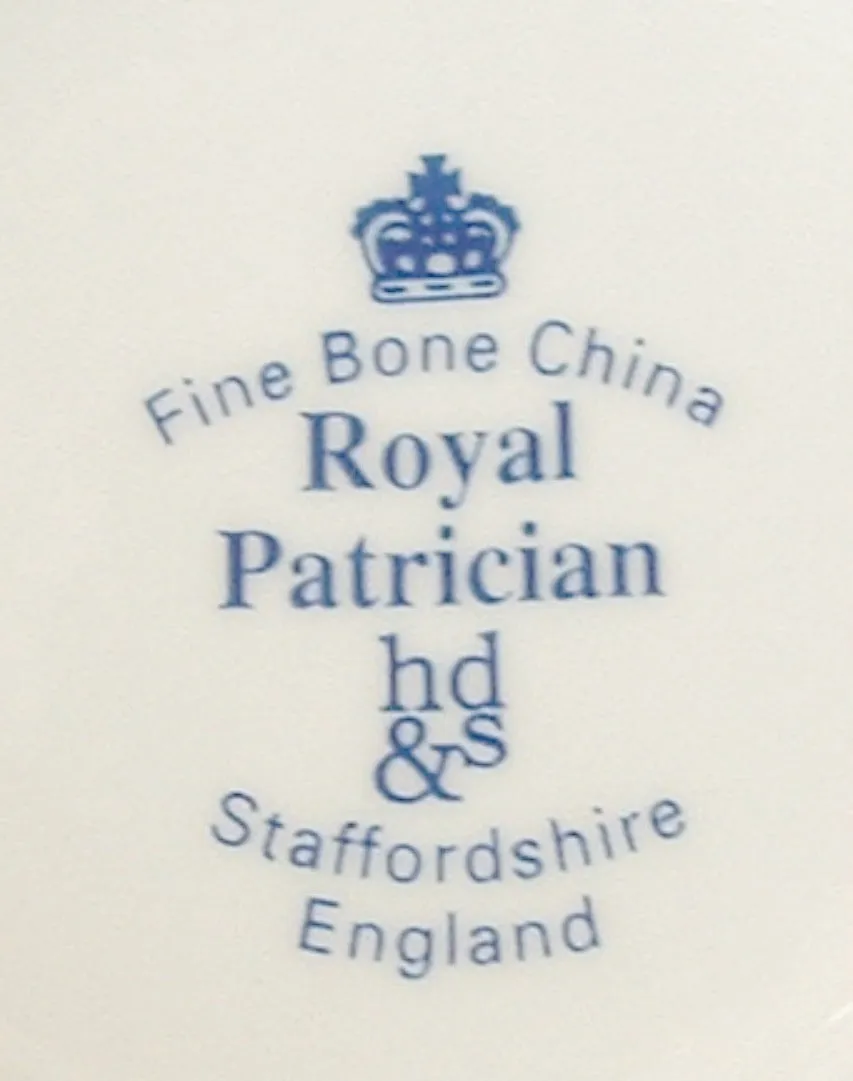 Fine Bone China
Royal
Patrician
hd
&s
Staffordshire
England